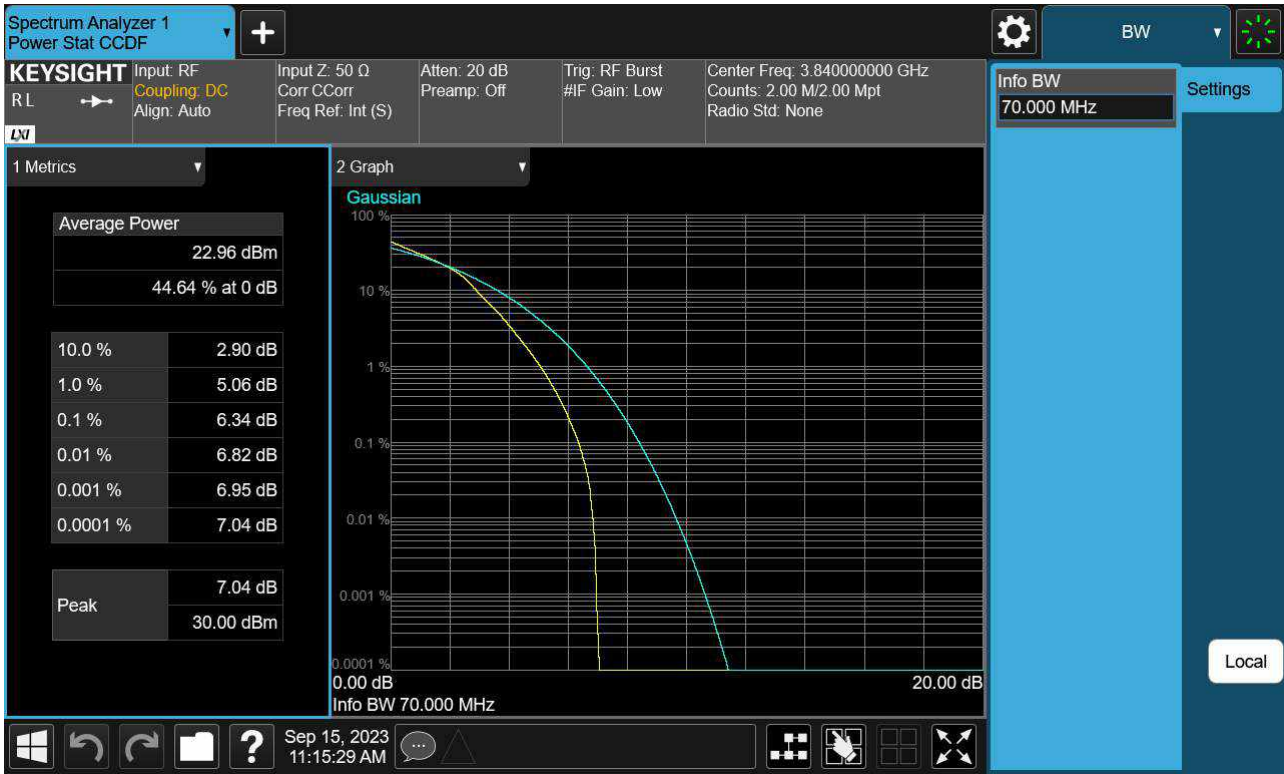 Spectrum Analyzer 1
Power Stat CCDF
+
BW
KEYSIGHT
RL
LXI
Input: RF
Coupling: DC
Align: Auto
Input Z: 50 Ω
Corr CCorr
Freq Ref: Int (S)
Atten: 20 dB
Preamp: Off
Trig: RF Burst
#IF Gain: Low
Center Freq: 3.840000000 GHz
Counts: 2.00 M/2.00 Mpt
Radio Std: None
Info BW
70.000 MHz
Settings
1 Metrics
Average Power
22.96 dBm
44.64 % at 0 dB
10.0 % 2.90 dB
1.0 % 5.06 dB
0.1 % 6.34 dB
0.01 % 6.82 dB
0.001 % 6.95 dB
0.0001 % 7.04 dB
Peak
7.04 dB
30.00 dBm
2 Graph
Gaussian
100 %
10 %
1 %
0.1 %
0.01 %
0.001 %
0.0001 %
0.00 dB 20.00 dB
Info BW 70.000 MHz
Local
?
Sep 15, 2023
11:15:29 AM